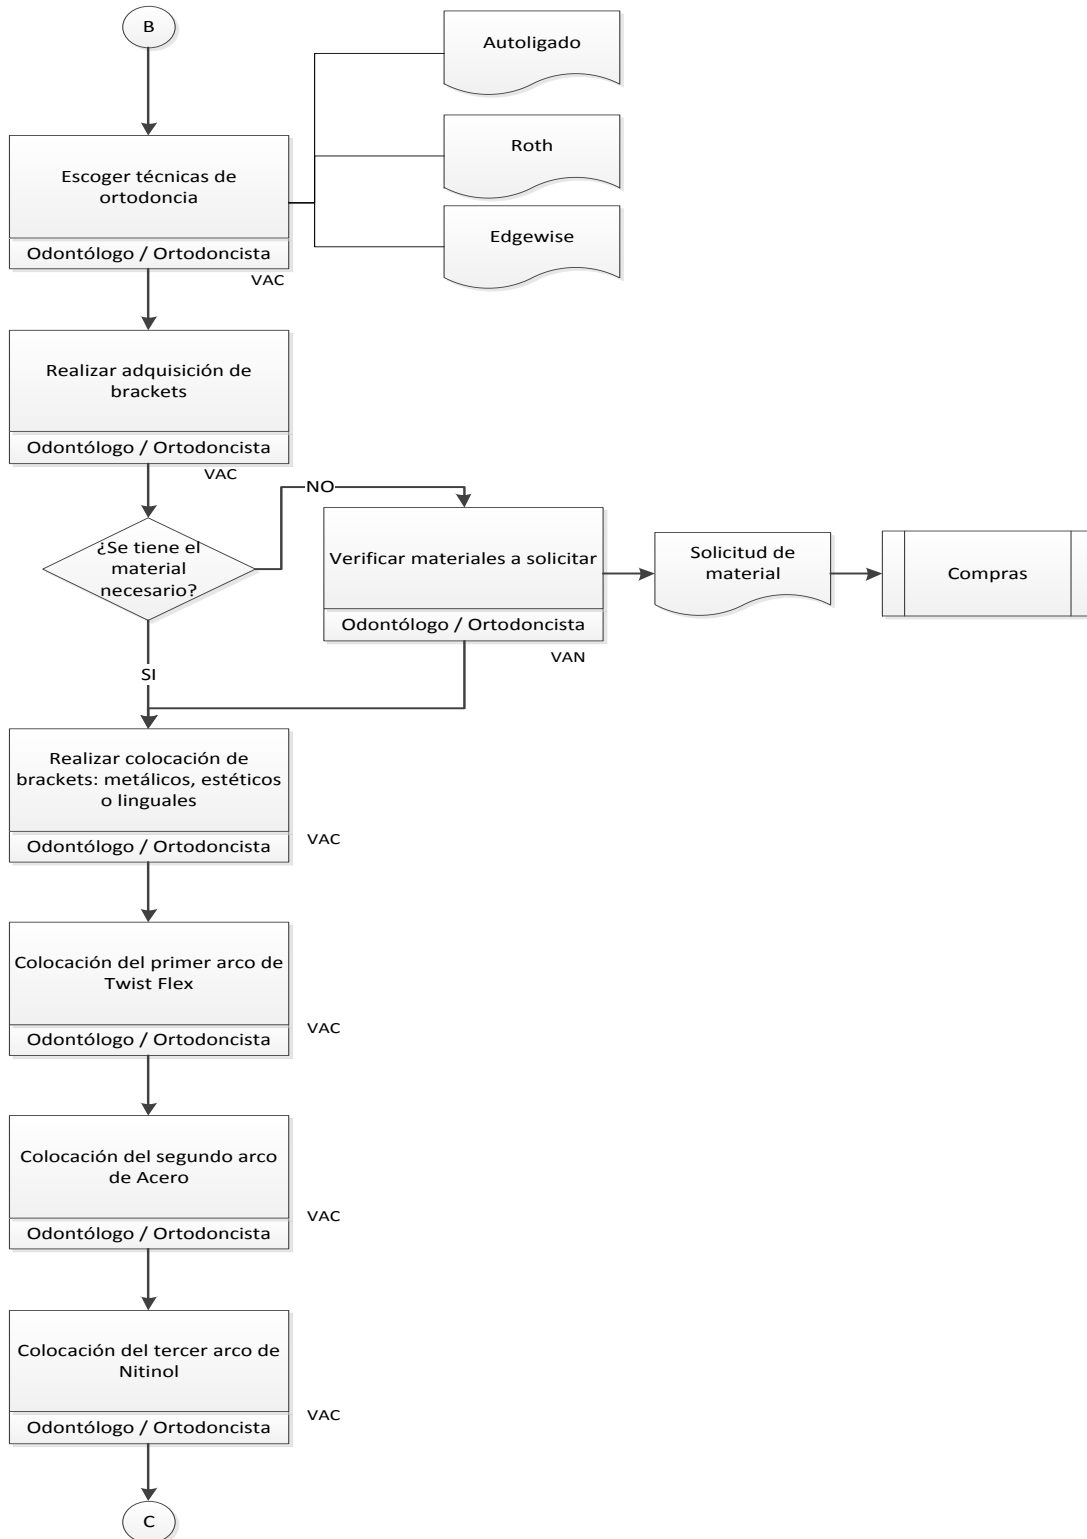 B
Autoligado
Roth
Edgewise
Escoger técnicas de
ortodoncia
Odontólogo / Ortodoncista
VAC
Realizar adquisición de
brackets
Odontólogo / Ortodoncista
VAC
¿Se tiene el
material
necesario?
NO
SI
Verificar materiales a solicitar
Odontólogo / Ortodoncista
VAN
Solicitud de
material
Compras
Realizar colocación de
brackets: metálicos, estéticos
o linguales
Odontólogo / Ortodoncista
VAC
Colocación del primer arco de
Twist Flex
Odontólogo / Ortodoncista
VAC
Colocación del segundo arco
de Acero
Odontólogo / Ortodoncista
VAC
Colocación del tercer arco de
Nitinol
Odontólogo / Ortodoncista
VAC
C